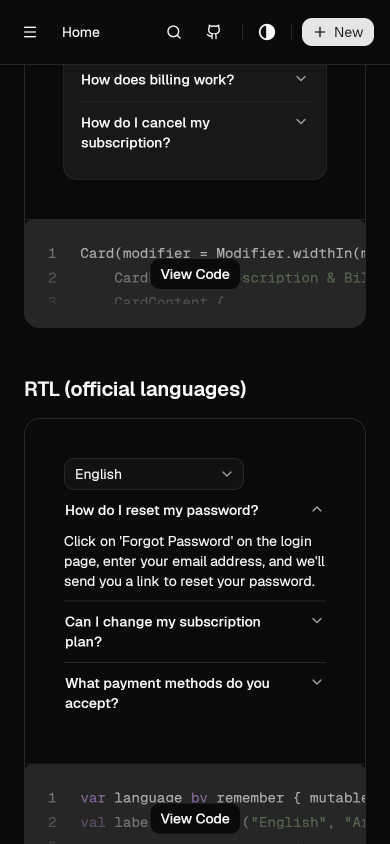 Home
New
How does billing work?
How do I cancel my
subscription?
1 Card(modifier = Modifier.widthIn(m
2 Card scription & Bil
3 CardContent {
View Code
RTL (official languages)
English
How do I reset my password?
Click on 'Forgot Password' on the login
page, enter your email address, and we'll
send you a link to reset your password.
Can I change my subscription
plan?
What payment methods do you
accept?
1 var language by remember { mutable
2 val labe ("English", "A
View Code